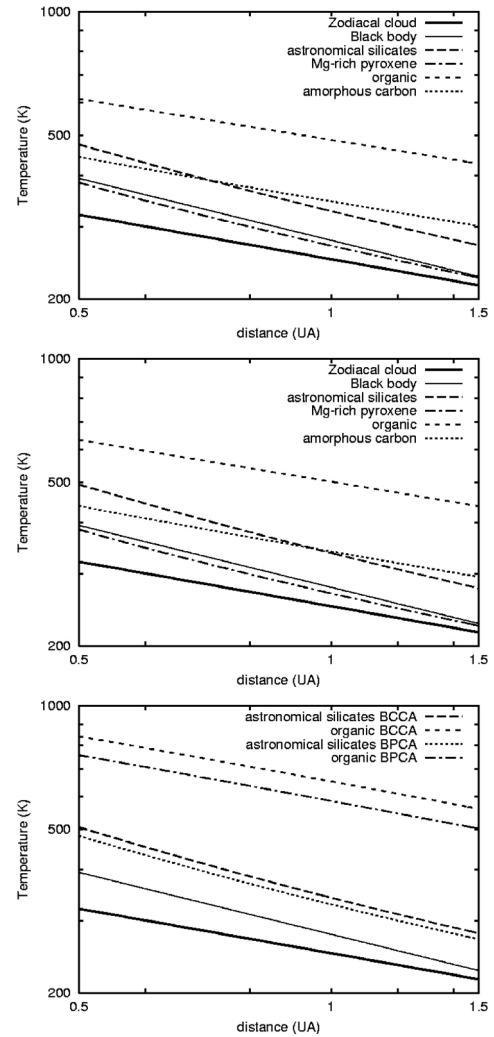 1000
500
200
Temperature (K)
Zodiacal cloud
Black body
astronomical silicates
Mg-rich pyroxene
organic
amorphous carbon
0.5 1 1.5
distance (UA)
1000
500
200
Temperature (K)
Zodiacal cloud
Black body
astronomical silicates
Mg-rich pyroxene
organic
amorphous carbon
0.5 1 1.5
distance (UA)
1000
500
200
Temperature (K)
astronomical silicates BCCA
organic BCCA
astronomical silicates BPCA
organic BPCA
0.5 1 1.5
distance (UA)